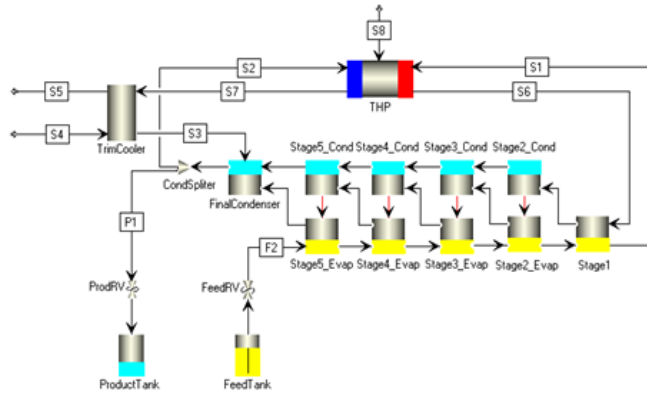 S8
S2
S1
S5
S7
S6
THP
S4
S3
TrimCooler
Stage5_Cond
Stage4_Cond
Stage3_Cond
Stage2_Cond
CondSpliter
FinalCondenser
P1
F2
Stage5_Evap
Stage4_Evap
Stage3_Evap
Stage2_Evap
Stage1
ProdRV
FeedRV
ProductTank
FeedTank